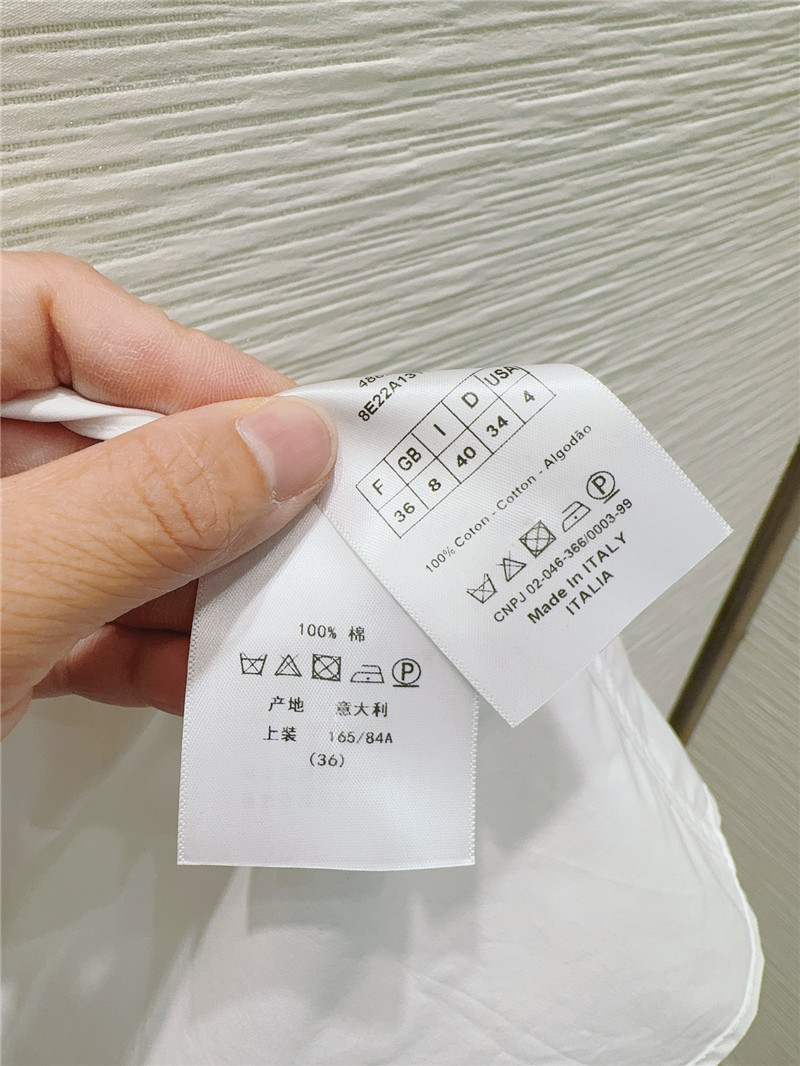 8E22A13
F GB I D USA
36 8 40 34 4
100% Coton - Cotton - Algodão
P
CNPJ 02-046-366/0003-99
Made In ITALY
ITALIA
100% 棉
P
产地 意大利
上装 165/84A
(36)